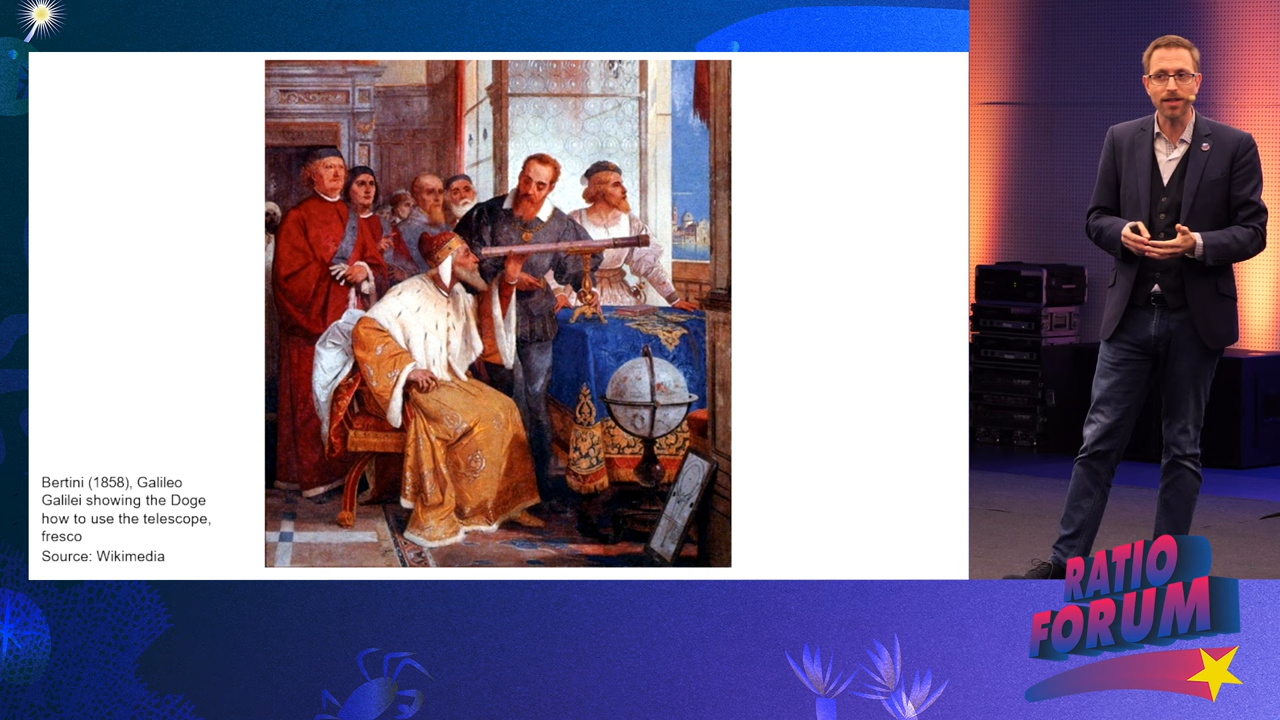 Bertini (1858), Galileo
Galilei showing the Doge
how to use the telescope,
fresco
Source: Wikimedia
RATIO
FORUM